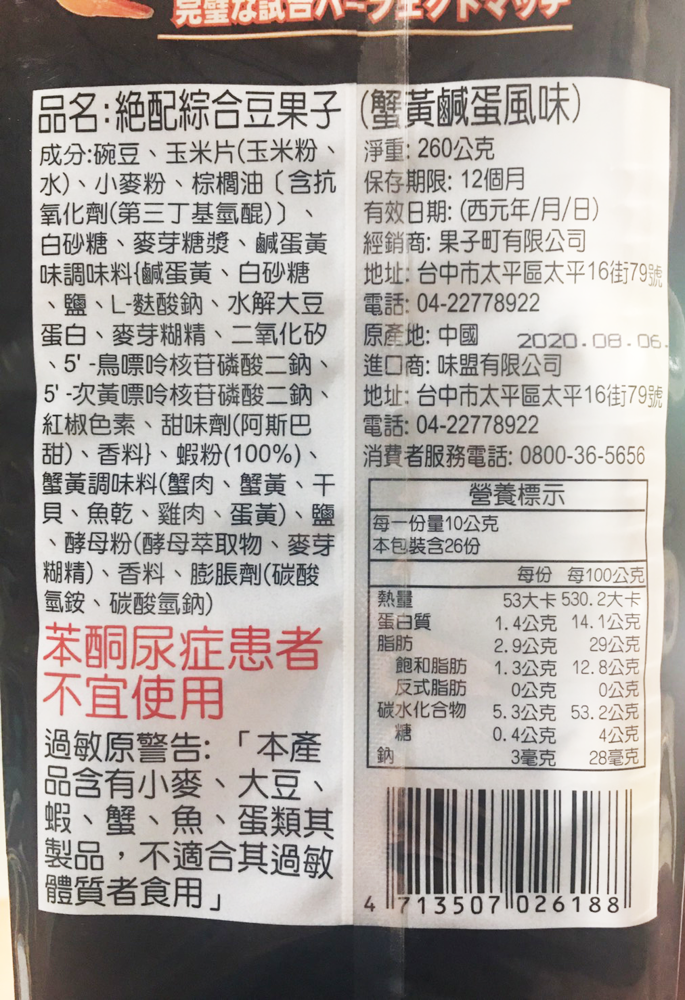 完璧な試合パーフェクトマッチ
品名:絕配綜合豆果子(蟹黃鹹蛋風味)
成分:碗豆、玉米片(玉米粉、
水)、小麥粉、棕櫚油〔含抗
氧化劑(第三丁基氫醌)〕、
白砂糖、麥芽糖漿、鹹蛋黃
味調味料{鹹蛋黃、白砂糖
、鹽、L-麩酸鈉、水解大豆
蛋白、麥芽糊精、二氧化矽
、5'-鳥嘌呤核苷磷酸二鈉、
5'-次黃嘌呤核苷磷酸二鈉、
紅椒色素、甜味劑(阿斯巴
甜)、香料}、蝦粉(100%)、
蟹黃調味料(蟹肉、蟹黃、干
貝、魚乾、雞肉、蛋黃)、鹽
、酵母粉(酵母萃取物、麥芽
糊精)、香料、膨脹劑(碳酸
氫銨、碳酸氫鈉)
苯酮尿症患者
不宜使用
過敏原警告:「本產
品含有小麥、大豆、
蝦、蟹、魚、蛋類其
製品,不適合其過敏
體質者食用」
淨重: 260公克
保存期限: 12個月
有效日期: (西元年/月/日)
經銷商: 果子町有限公司
地址: 台中市太平區太平16街79號
電話: 04-22778922
原產地: 中國 2020.08.06.
進口商: 味盟有限公司
地址: 台中市太平區太平16街79號
電話: 04-22778922
消費者服務電話: 0800-36-5656
營養標示
每一份量10公克
本包裝含26份
每份 每100公克
熱量 53大卡 530.2大卡
蛋白質 1.4公克 14.1公克
脂肪 2.9公克 29公克
飽和脂肪 1.3公克 12.8公克
反式脂肪 0公克 0公克
碳水化合物 5.3公克 53.2公克
糖 0.4公克 4公克
鈉 3毫克 28毫克
4 713507 026188